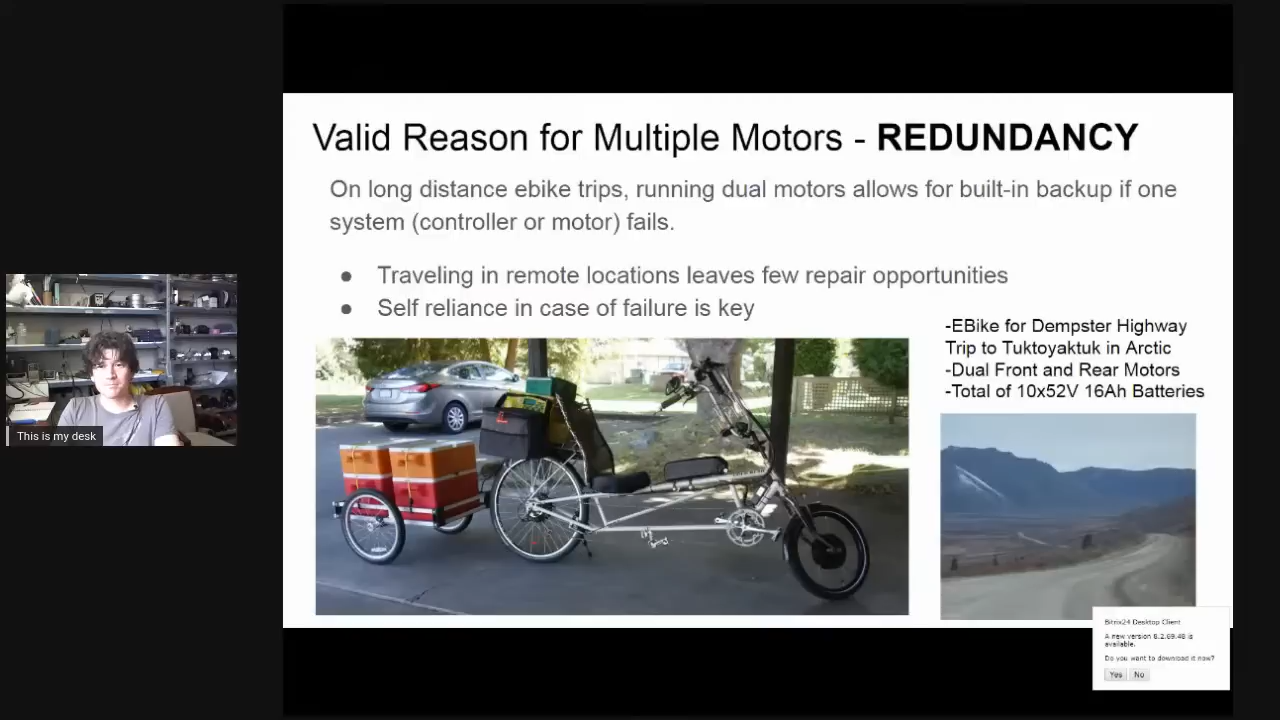 Valid Reason for Multiple Motors - REDUNDANCY
On long distance ebike trips, running dual motors allows for built-in backup if one
system (controller or motor) fails.
● Traveling in remote locations leaves few repair opportunities
● Self reliance in case of failure is key
-EBike for Dempster Highway
Trip to Tuktoyaktuk in Arctic
-Dual Front and Rear Motors
-Total of 10x52V 16Ah Batteries
This is my desk
Bitrix24 Desktop Client
A new version 8.2.69.48 is
available.
Do you want to download it now?
Yes No